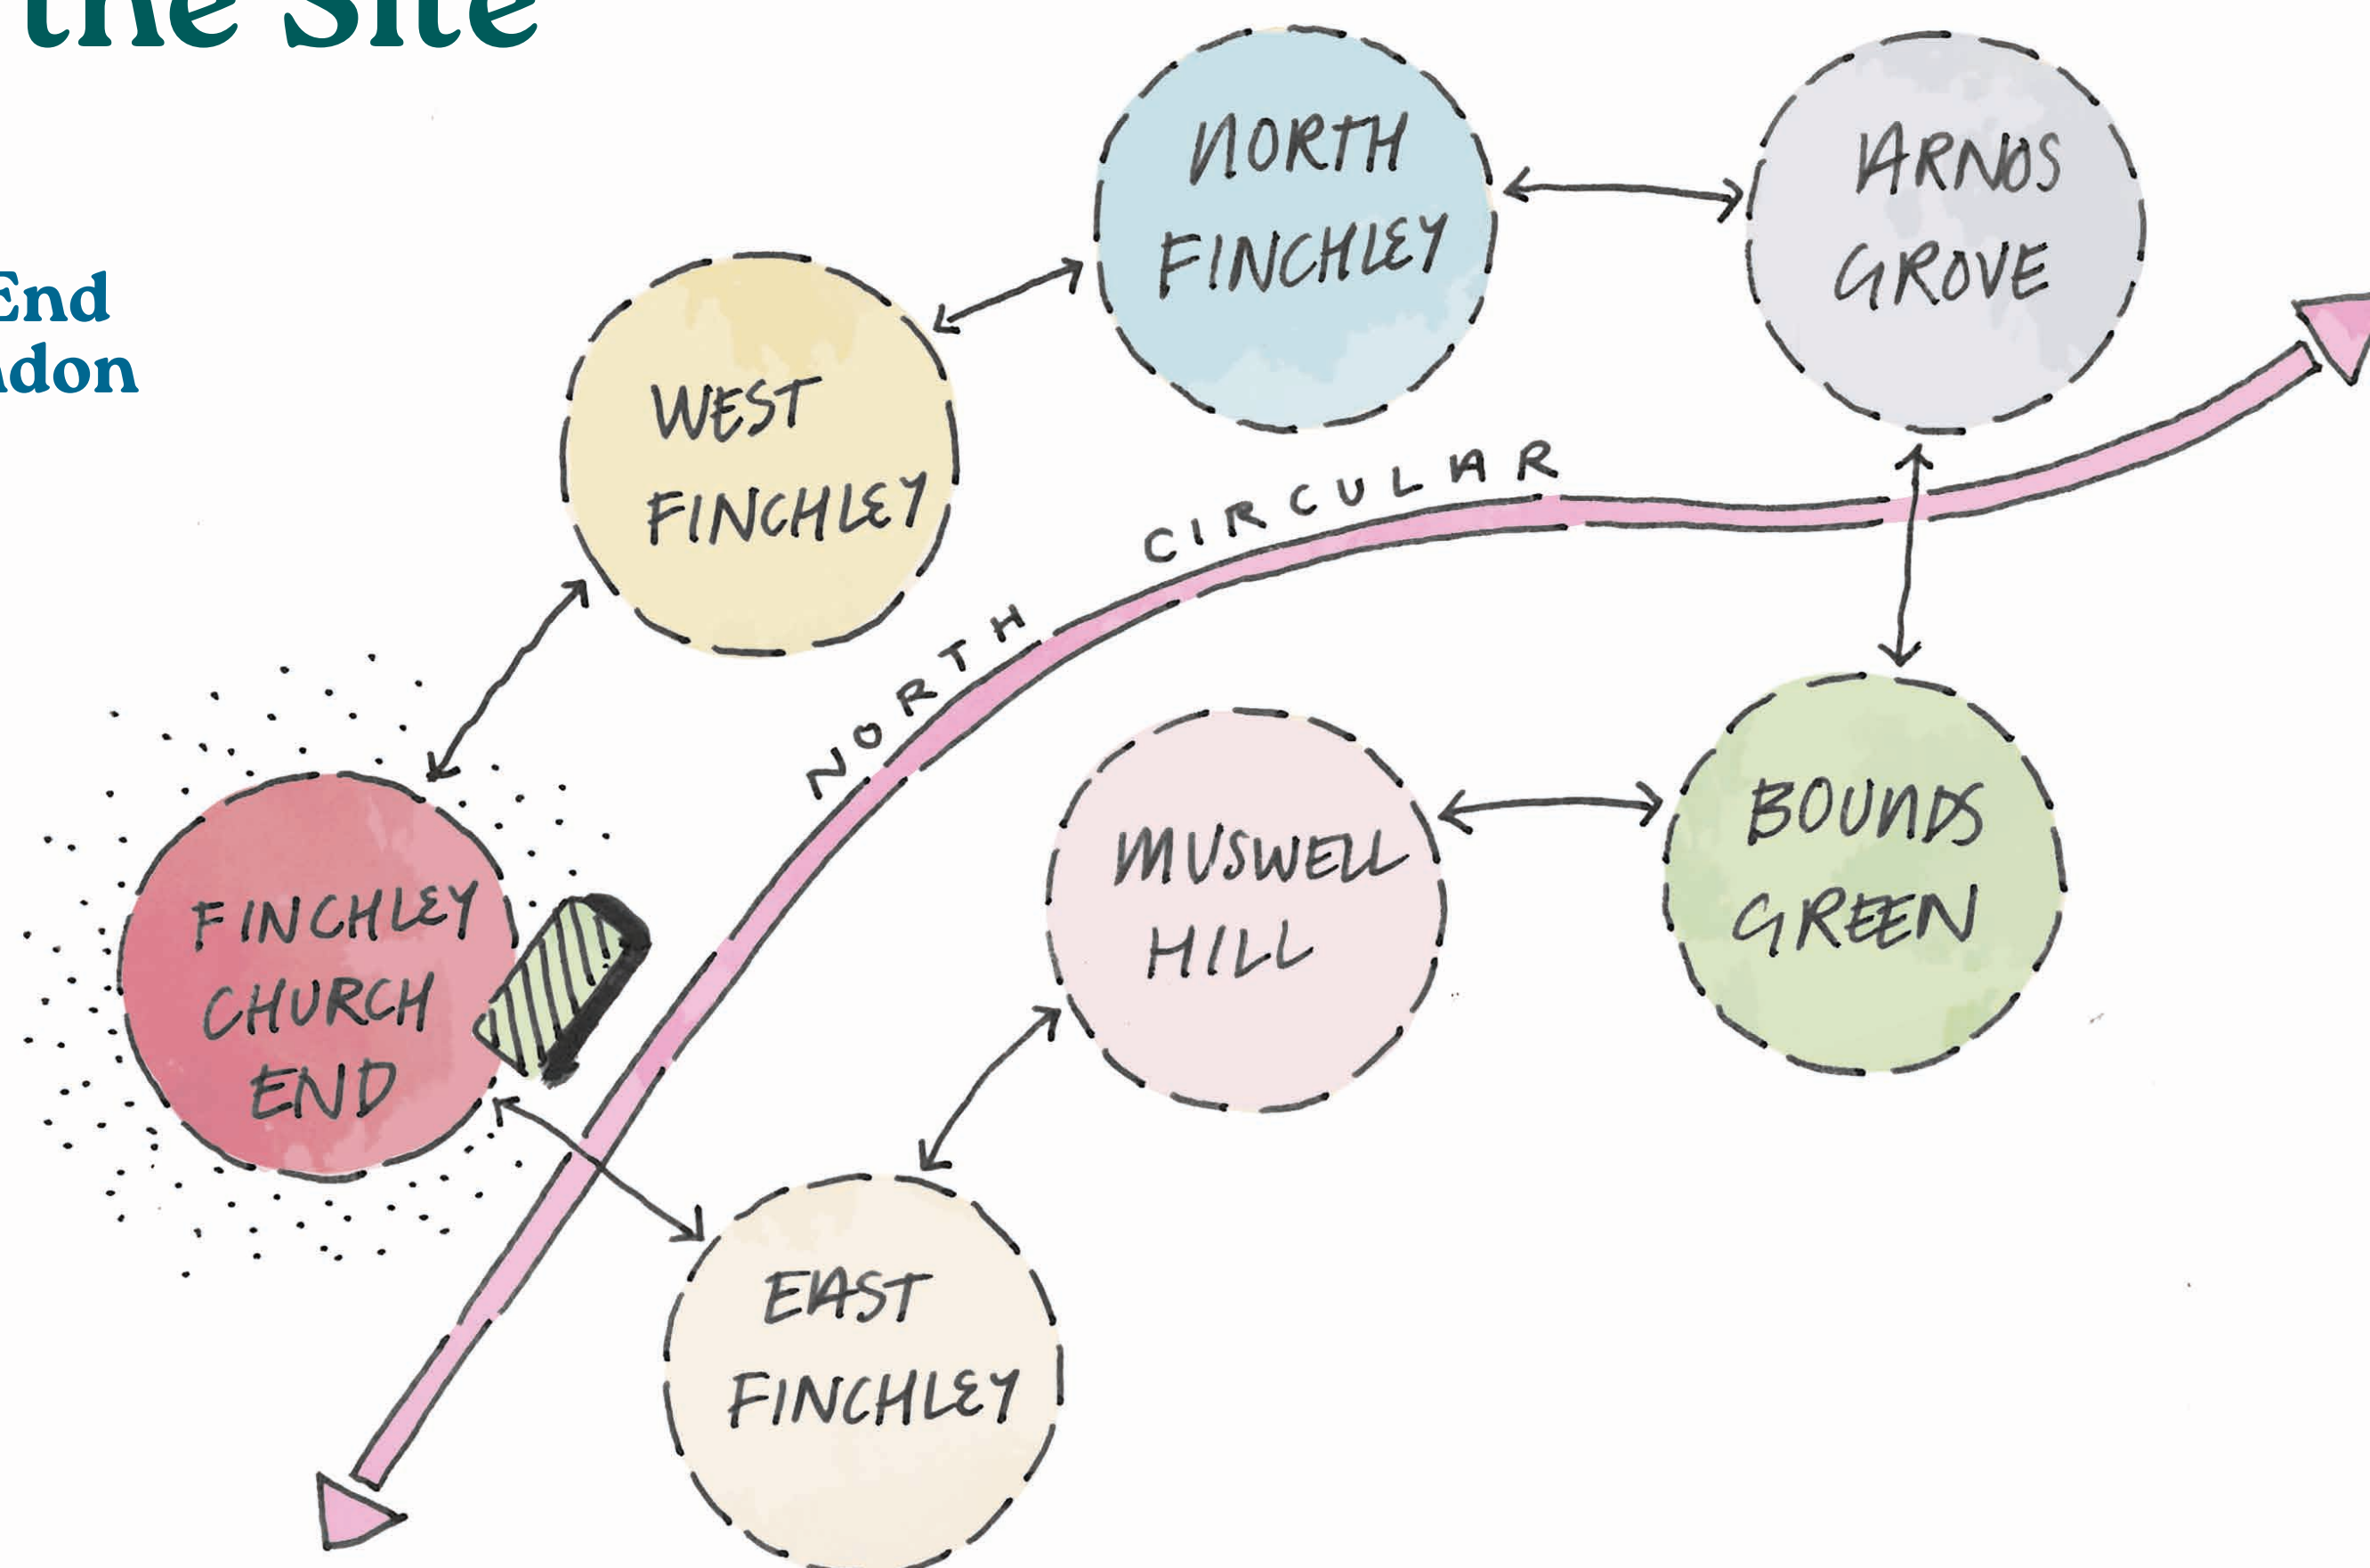 the Site
End
NORTH
FINCHLEY
ARNOS
GROVE
WEST
FINCHLEY
NORTH CIRCULAR
FINCHLEY
CHURCH
END
MUSWELL
HILL
BOUNDS
GREEN
EAST
FINCHLEY